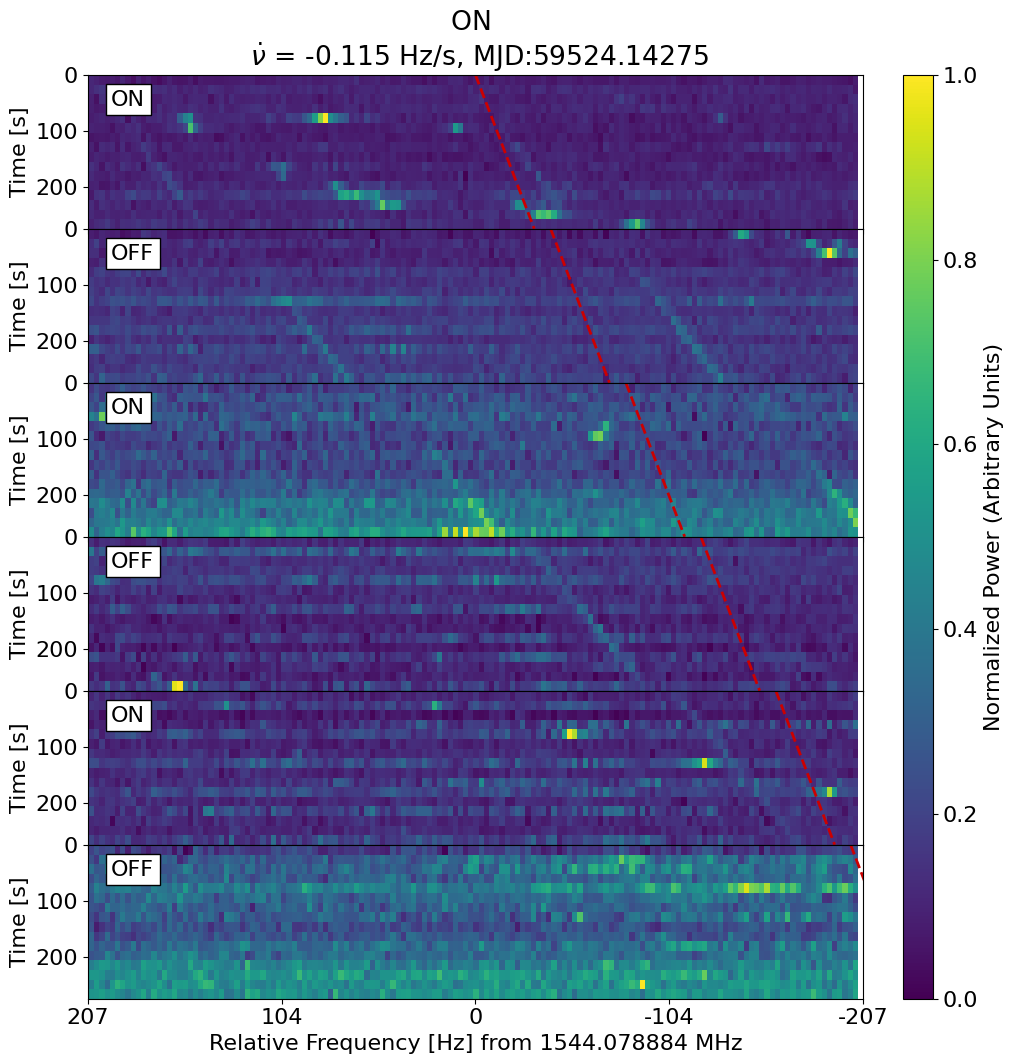 ON
ν̇ = -0.115 Hz/s, MJD:59524.14275
0
ON
100
Time [s]
200
0
OFF
100
Time [s]
200
0
ON
100
Time [s]
200
0
OFF
100
Time [s]
200
0
ON
100
Time [s]
200
0
OFF
100
Time [s]
200
207 104 0 -104 -207
Relative Frequency [Hz] from 1544.078884 MHz
1.0
0.8
0.6
0.4
0.2
0.0
Normalized Power (Arbitrary Units)